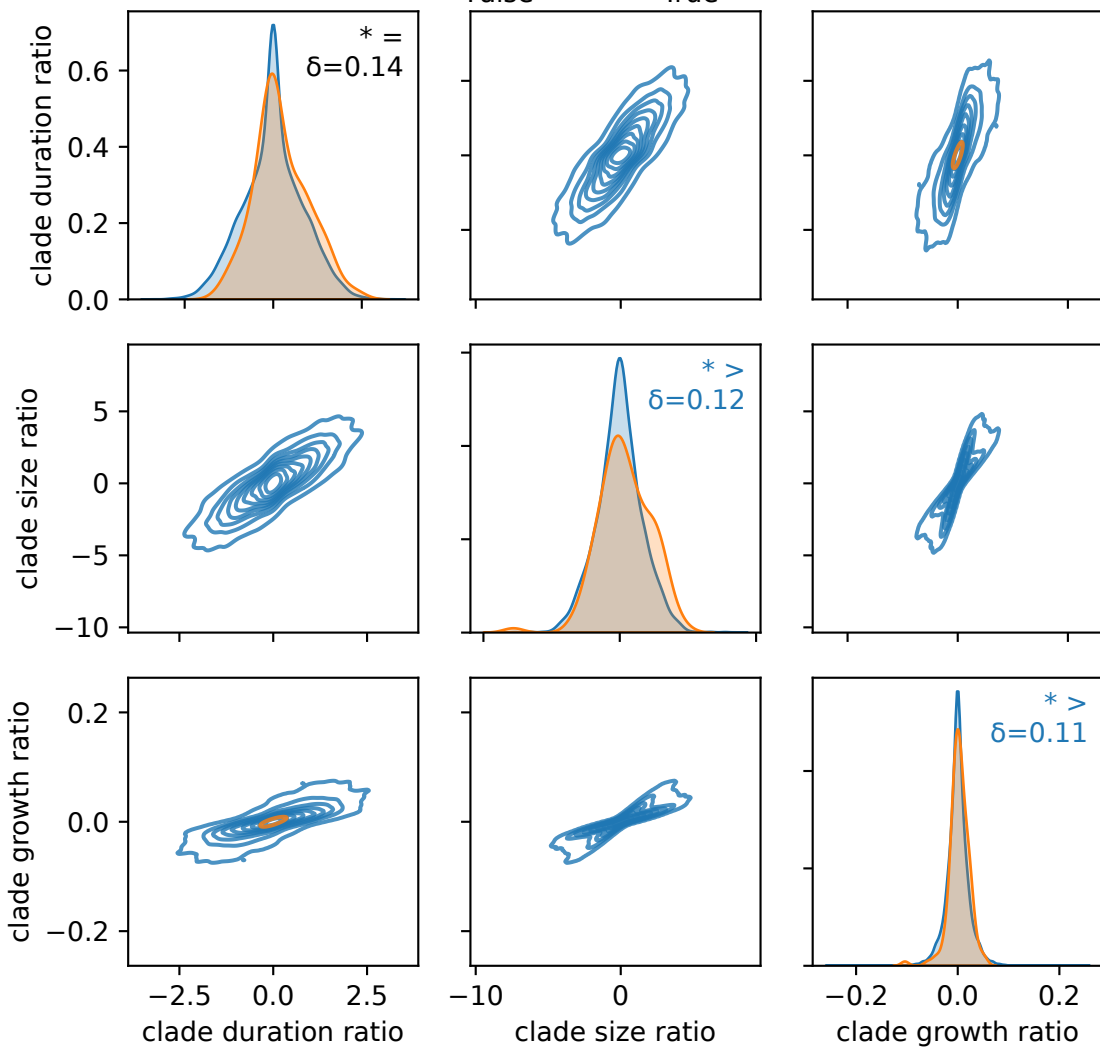 clade duration ratio
0.6
0.4
0.2
0.0
* =
δ=0.14
clade size ratio
5
0
−5
−10
* >
δ=0.12
clade growth ratio
0.2
0.0
−0.2
* >
δ=0.11
−2.5 0.0 2.5
−10 0
−0.2 0.0 0.2
clade duration ratio
clade size ratio
clade growth ratio